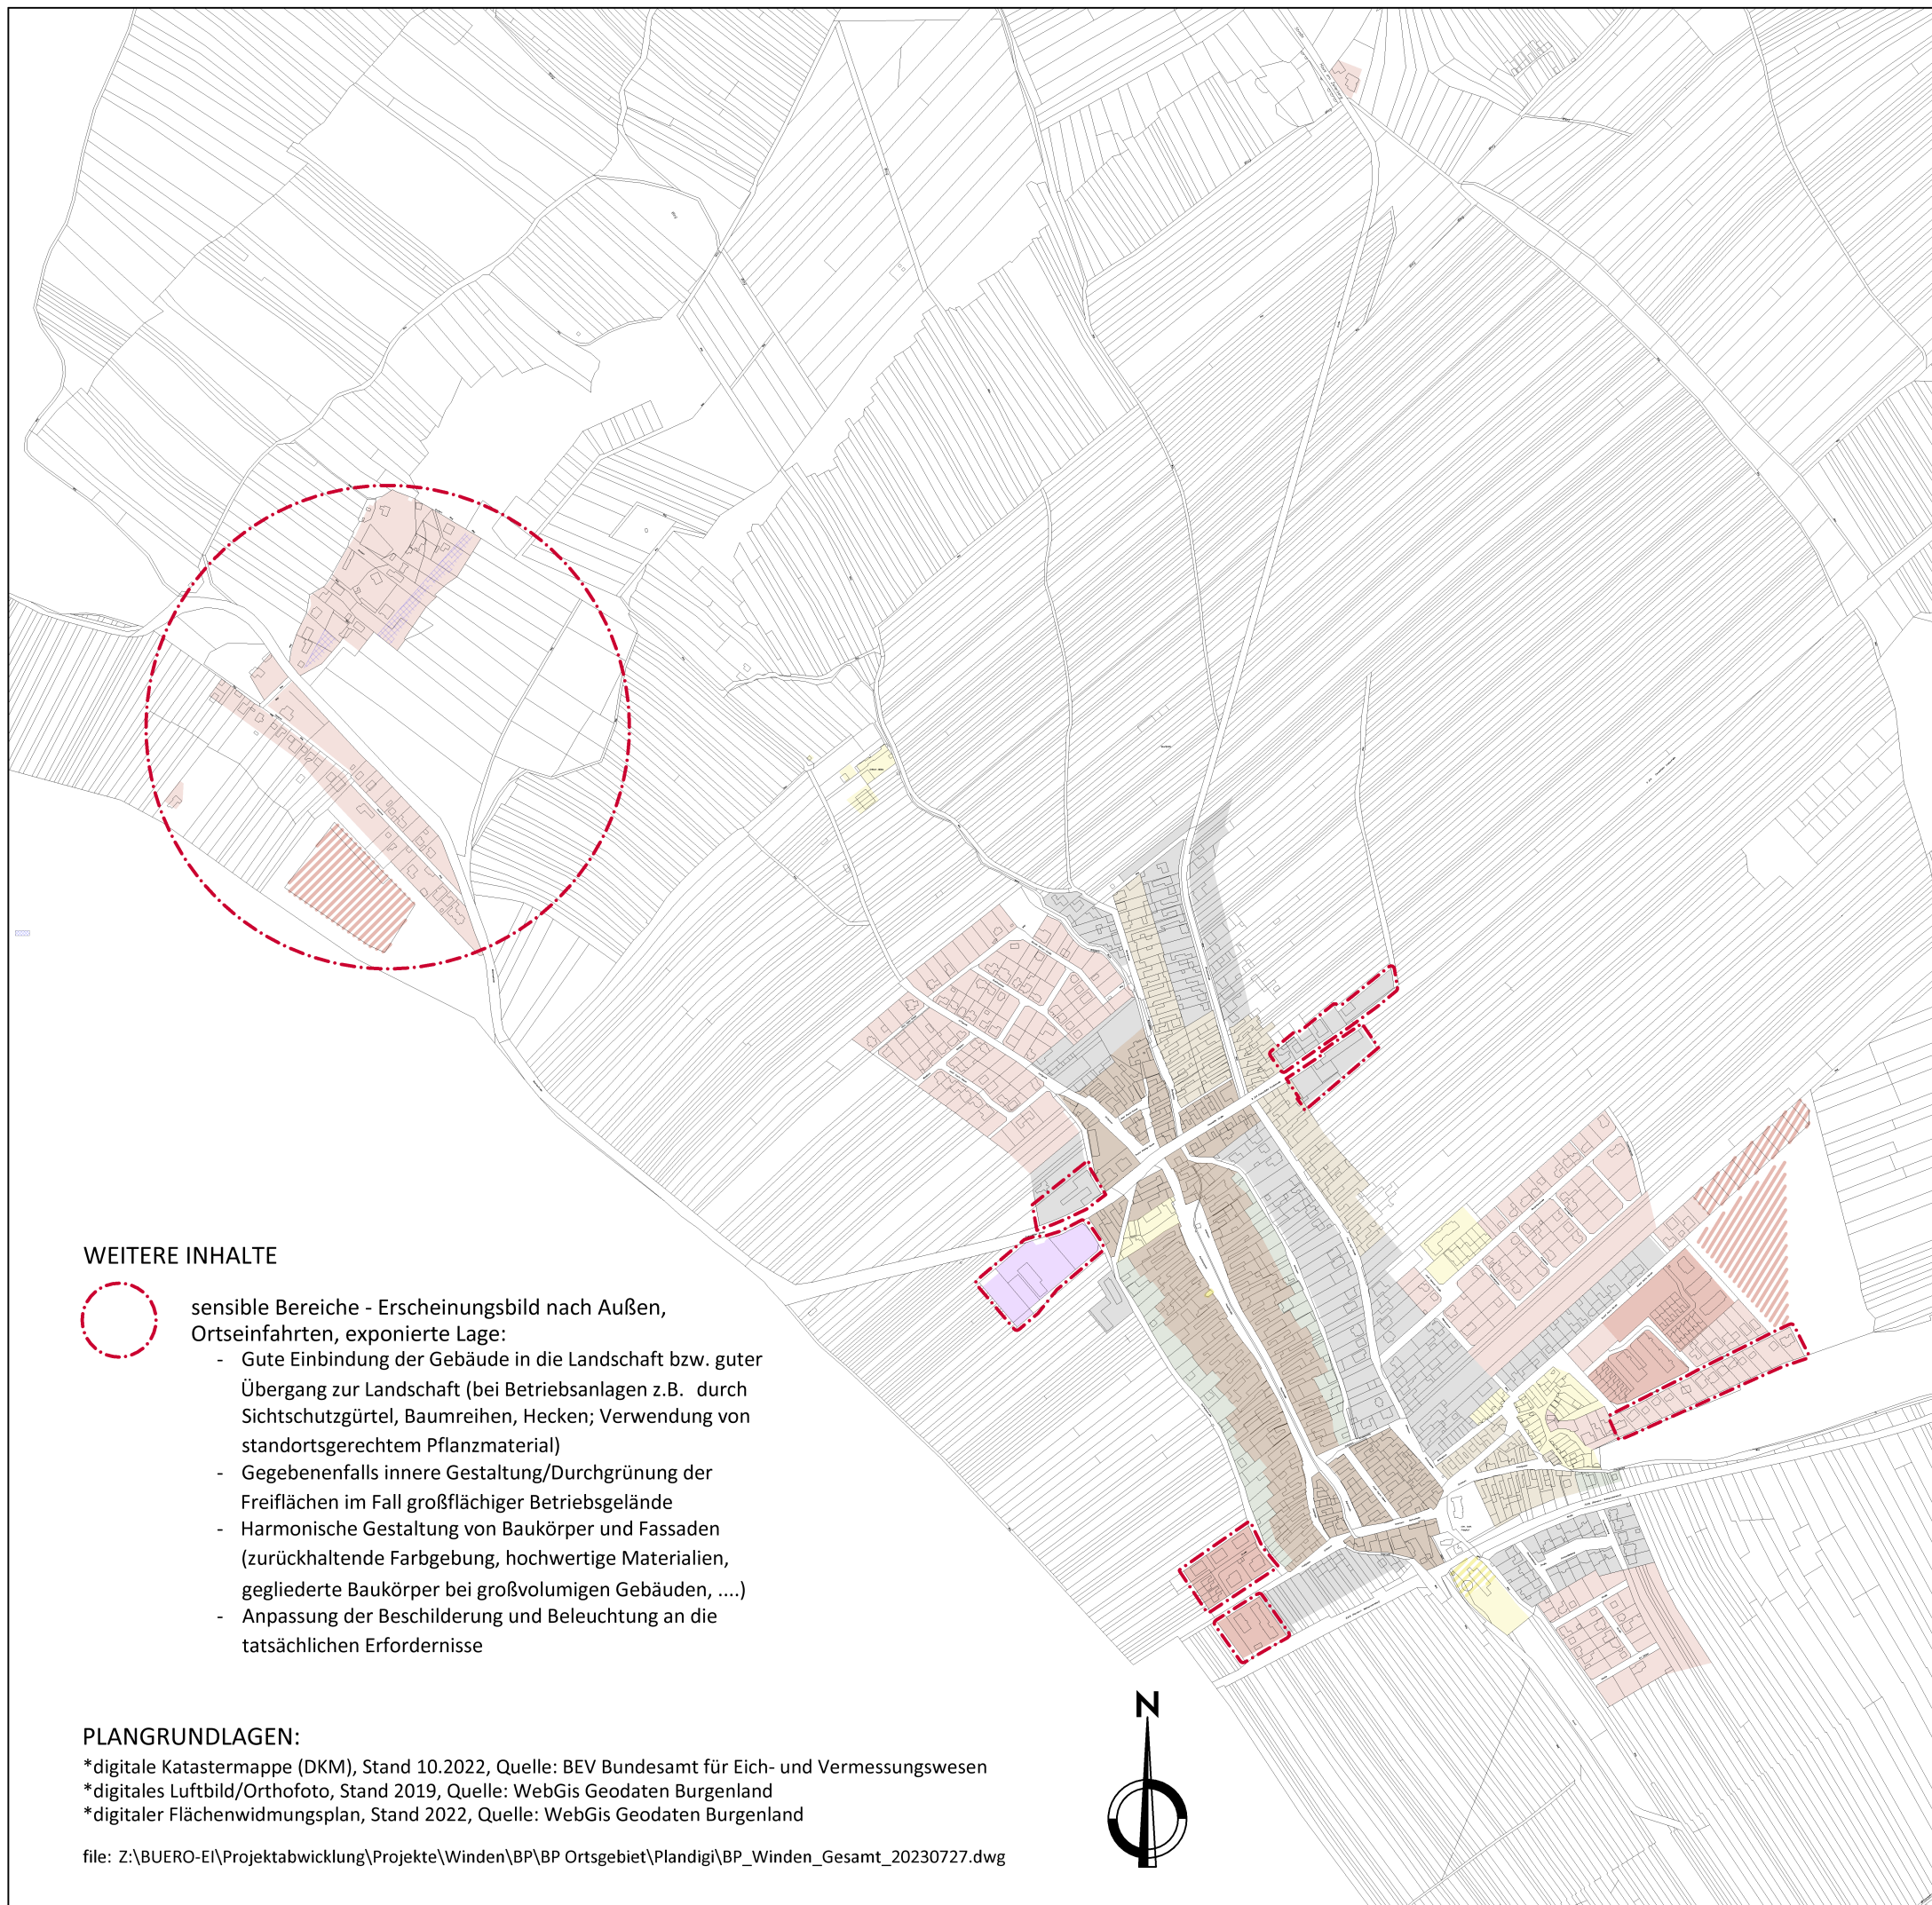 WEITERE INHALTE
sensible Bereiche - Erscheinungsbild nach Außen,
Ortseinfahrten, exponierte Lage:
- Gute Einbindung der Gebäude in die Landschaft bzw. guter
Übergang zur Landschaft (bei Betriebsanlagen z.B. durch
Sichtschutzgürtel, Baumreihen, Hecken; Verwendung von
standortsgerechtem Pflanzmaterial)
- Gegebenenfalls innere Gestaltung/Durchgrünung der
Freiflächen im Fall großflächiger Betriebsgelände
- Harmonische Gestaltung von Baukörper und Fassaden
(zurückhaltende Farbgebung, hochwertige Materialien,
gegliederte Baukörper bei großvolumigen Gebäuden, ....)
- Anpassung der Beschilderung und Beleuchtung an die
tatsächlichen Erfordernisse
N
PLANGRUNDLAGEN:
*digitale Katastermappe (DKM), Stand 10.2022, Quelle: BEV Bundesamt für Eich- und Vermessungswesen
*digitales Luftbild/Orthofoto, Stand 2019, Quelle: WebGis Geodaten Burgenland
*digitaler Flächenwidmungsplan, Stand 2022, Quelle: WebGis Geodaten Burgenland
file: Z:\BUERO-EI\Projektabwicklung\Projekte\Winden\BP\BP Ortsgebiet\Plandigi\BP_Winden_Gesamt_20230727.dwg